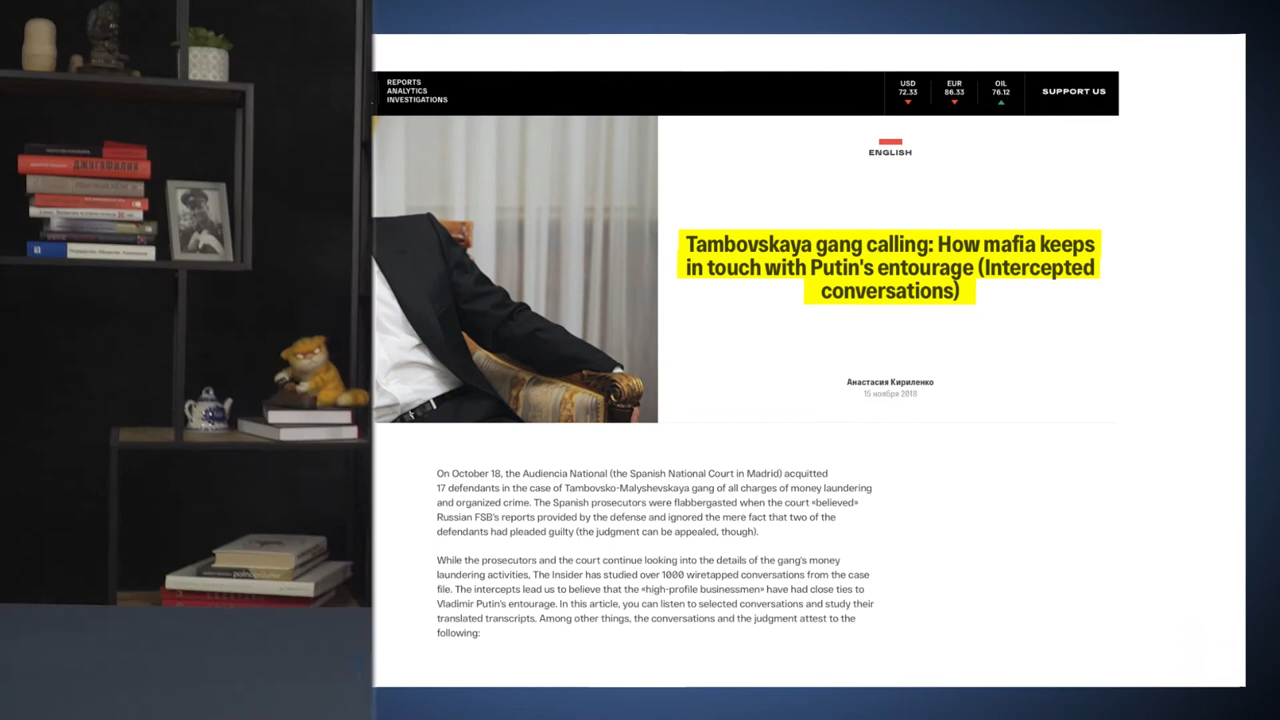 REPORTS
ANALYTICS
INVESTIGATIONS
USD
72.33
EUR
86.33
OIL
76.12
SUPPORT US
ENGLISH
Tambovskaya gang calling: How mafia keeps
in touch with Putin's entourage (Intercepted
conversations)
Анастасия Кириленко
15 ноября 2018
On October 18, the Audiencia National (the Spanish National Court in Madrid) acquitted
17 defendants in the case of Tambovsko-Malyshevskaya gang of all charges of money laundering
and organized crime. The Spanish prosecutors were flabbergasted when the court «believed»
Russian FSB's reports provided by the defense and ignored the mere fact that two of the
defendants had pleaded guilty (the judgment can be appealed, though).
While the prosecutors and the court continue looking into the details of the gang's money
laundering activities, The Insider has studied over 1000 wiretapped conversations from the case
file. The intercepts lead us to believe that the «high-profile businessmen» have had close ties to
Vladimir Putin's entourage. In this article, you can listen to selected conversations and study their
translated transcripts. Among other things, the conversations and the judgment attest to the
following: